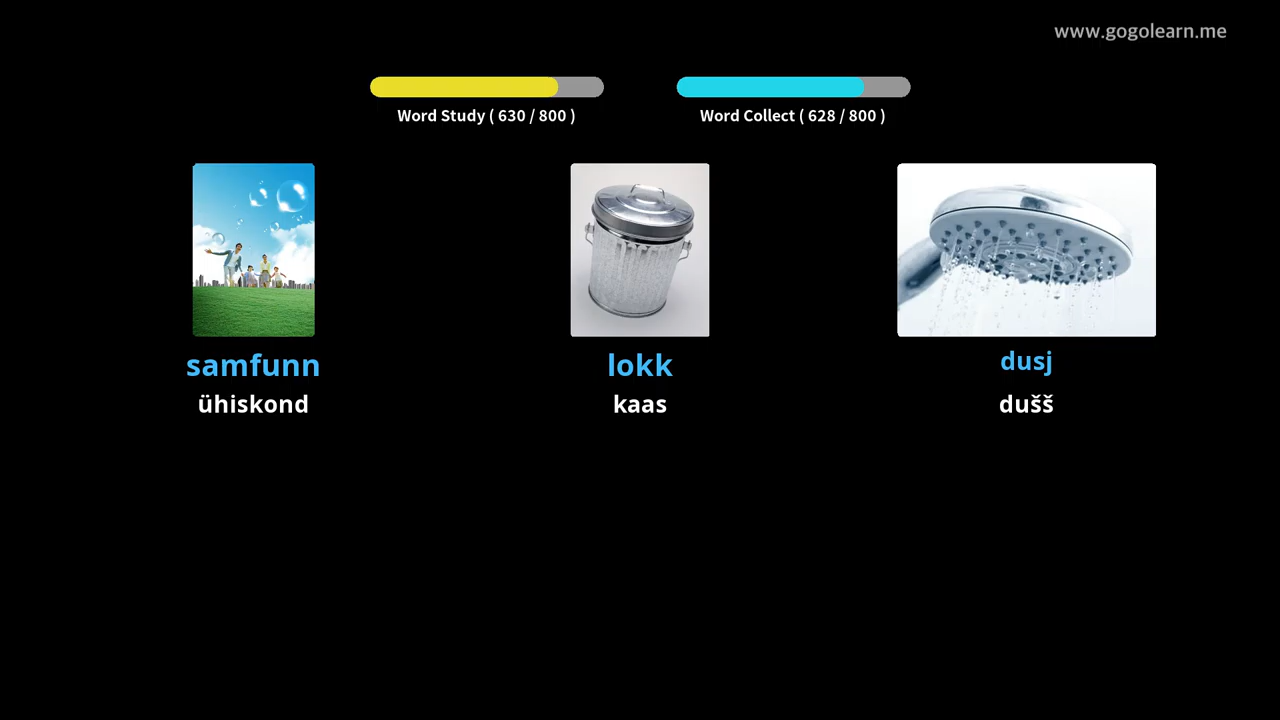 www.gogolearn.me
Word Study ( 630 / 800 )
Word Collect ( 628 / 800 )
samfunn
ühiskond
lokk
kaas
dusj
dušš